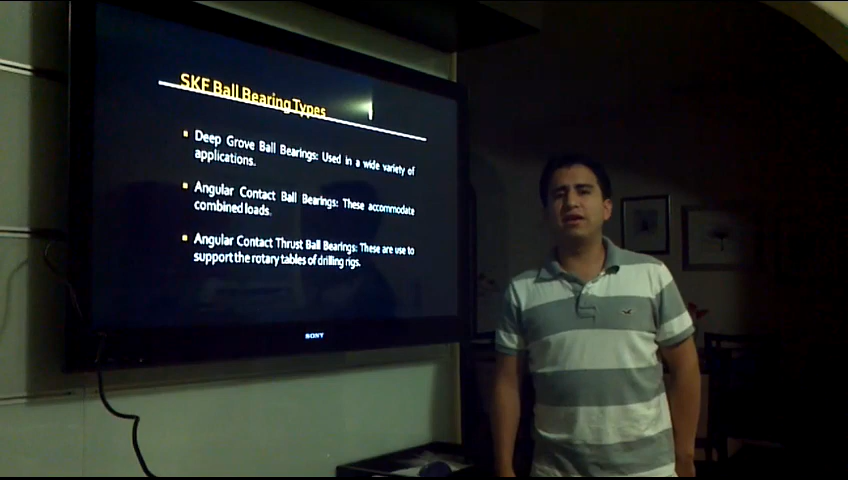 SKF Ball Bearing Types
Deep Grove Ball Bearings: Used in a wide variety of
applications.
Angular Contact Ball Bearings: These accommodate
combined loads.
Angular Contact Thrust Ball Bearings: These are use to
support the rotary tables of drilling rigs.
SONY